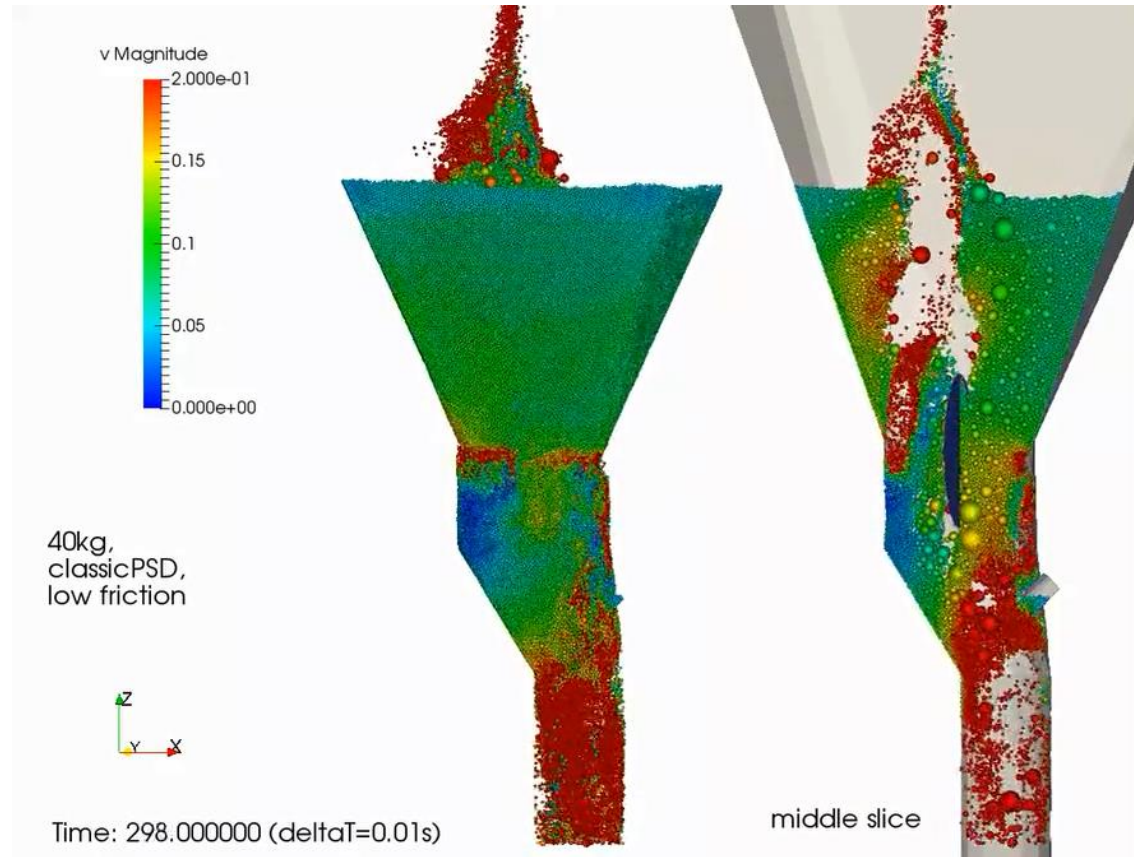 v Magnitude
2.000e-01
0.15
0.1
0.05
0.000e+00
40kg,
classicPSD,
low friction
Z
Y
X
Time: 298.000000 (deltaT=0.01s)
middle slice